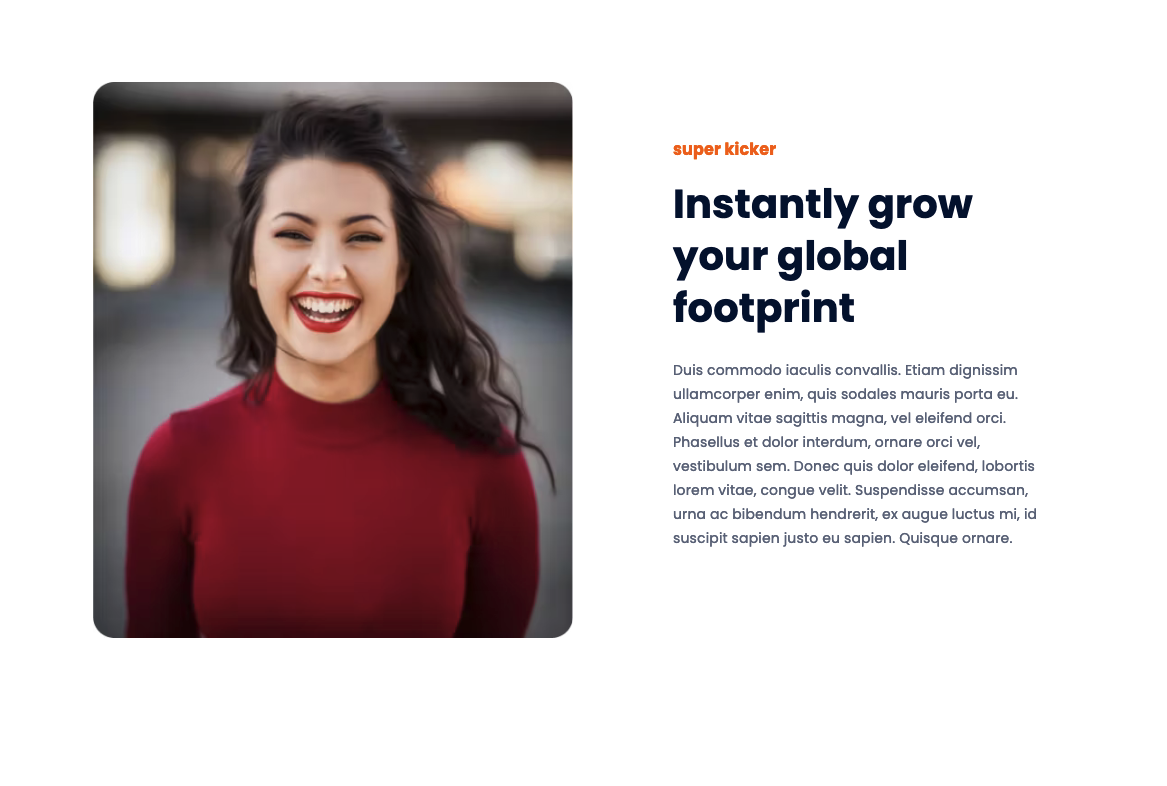 super kicker
Instantly grow
your global
footprint
Duis commodo iaculis convallis. Etiam dignissim
ullamcorper enim, quis sodales mauris porta eu.
Aliquam vitae sagittis magna, vel eleifend orci.
Phasellus et dolor interdum, ornare orci vel,
vestibulum sem. Donec quis dolor eleifend, lobortis
lorem vitae, congue velit. Suspendisse accumsan,
urna ac bibendum hendrerit, ex augue luctus mi, id
suscipit sapien justo eu sapien. Quisque ornare.